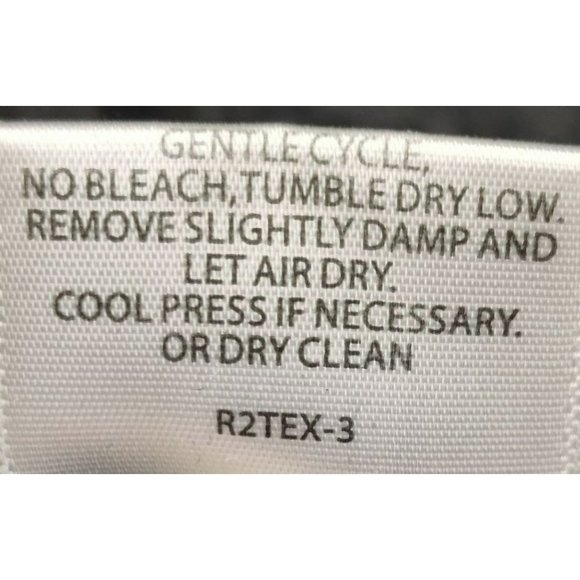 GENTLE CYCLE,
NO BLEACH, TUMBLE DRY LOW.
REMOVE SLIGHTLY DAMP AND
LET AIR DRY.
COOL PRESS IF NECESSARY.
OR DRY CLEAN
R2TEX-3